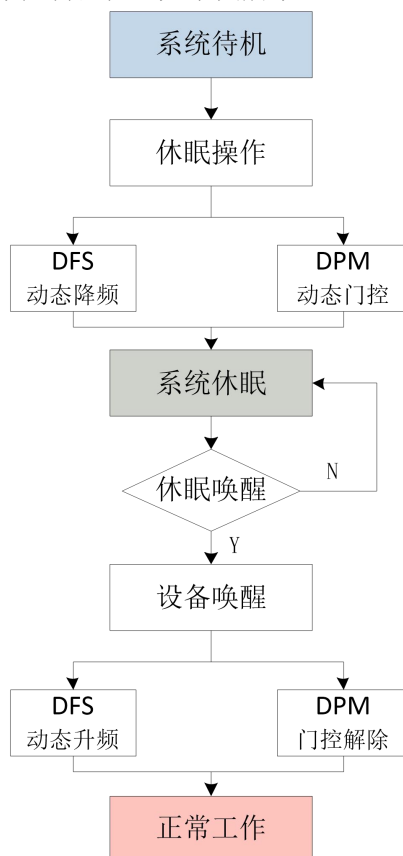 系统待机
休眠操作
DFS
动态降频
DPM
动态门控
系统休眠
休眠唤醒
N
Y
设备唤醒
DFS
动态升频
DPM
门控解除
正常工作